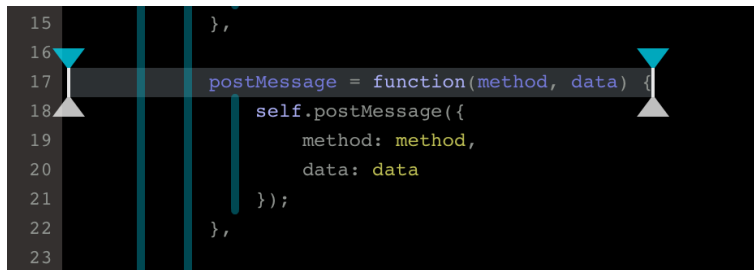 15 },
16
17 postMessage = function(method, data) {
18 self.postMessage({
19 method: method,
20 data: data
21 });
22 },
23